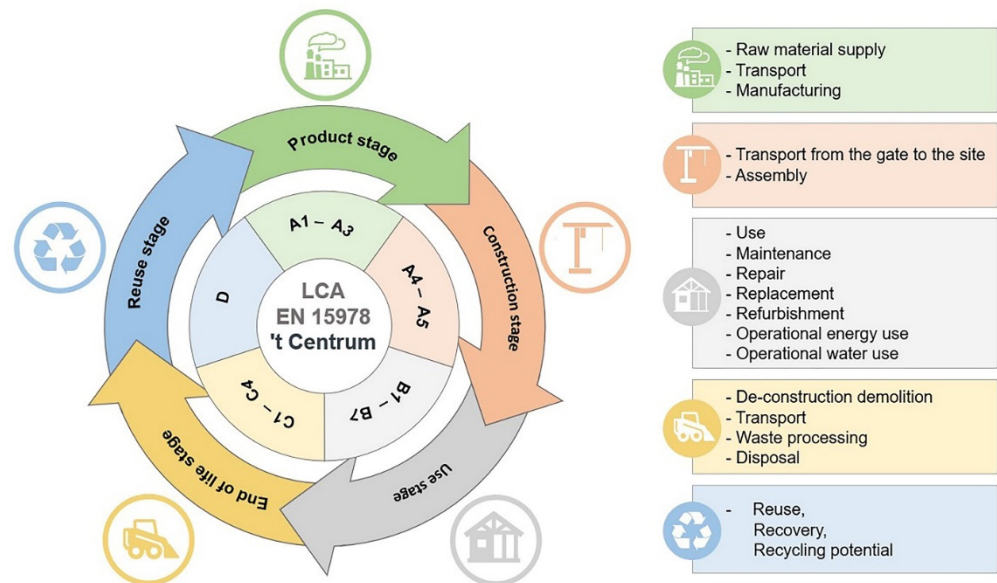 Product stage
Construction stage
Use stage
End of life stage
Reuse stage
A1 – A3
A4 – A5
B1 – B7
C1 – C4
D
LCA
EN 15978
't Centrum
- Raw material supply
- Transport
- Manufacturing
- Transport from the gate to the site
- Assembly
- Use
- Maintenance
- Repair
- Replacement
- Refurbishment
- Operational energy use
- Operational water use
- De-construction demolition
- Transport
- Waste processing
- Disposal
- Reuse,
Recovery,
Recycling potential